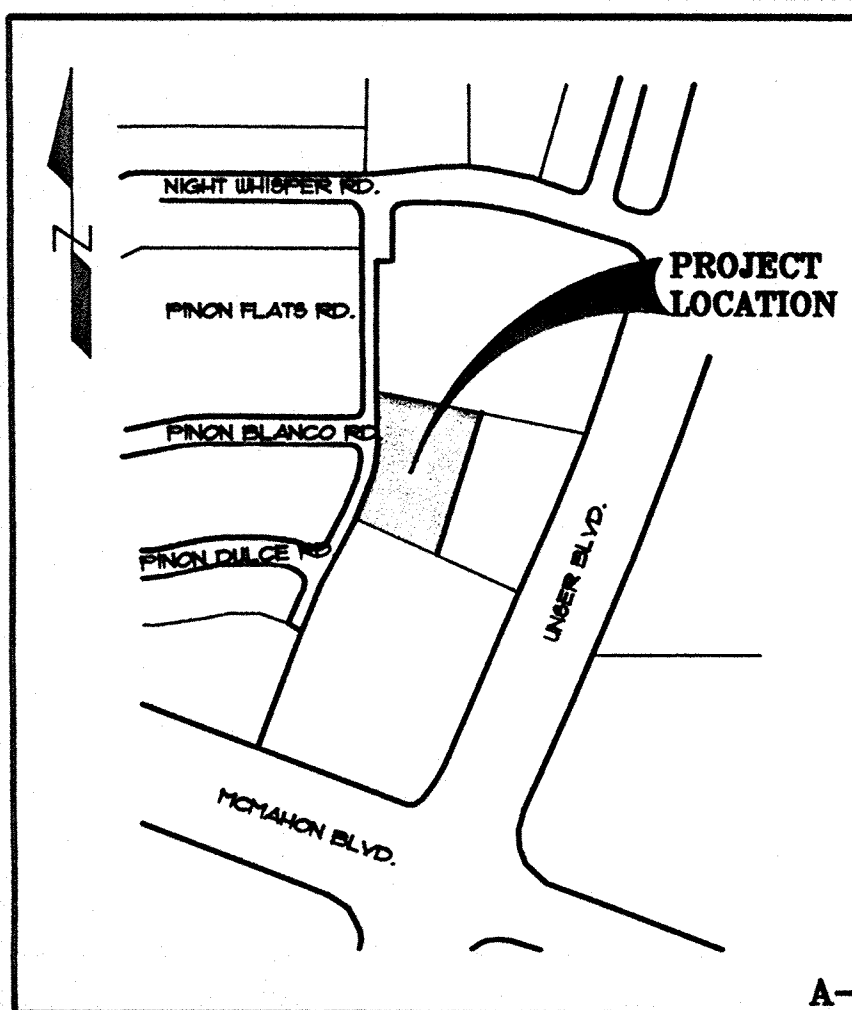 NIGHT WHISPER RD.
PROJECT
LOCATION
PINON FLATS RD.
PINON BLANCO RD.
PINON DULCE RD
UNSER BLVD.
MCMAHON BLVD.
A-